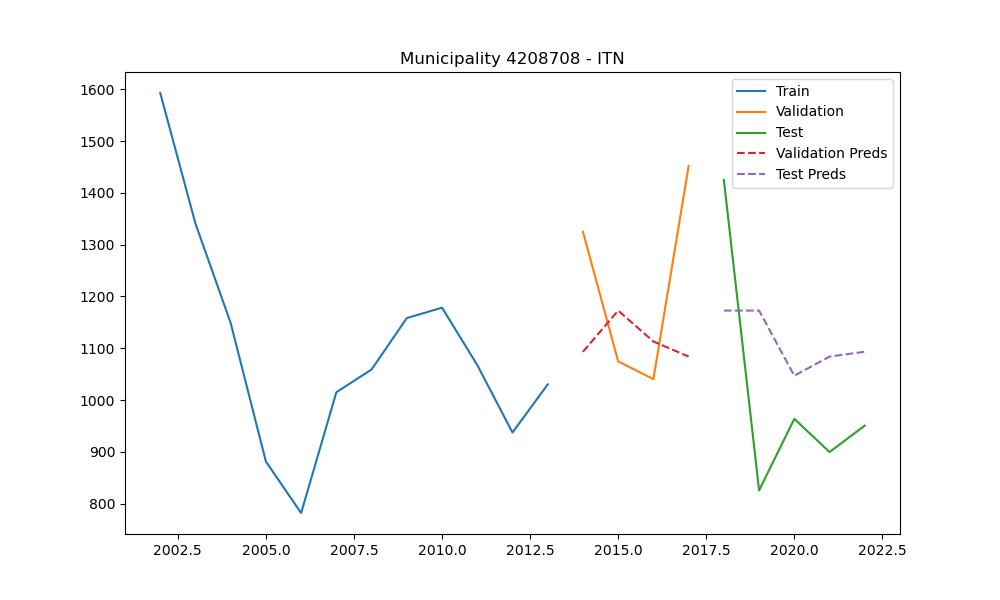 Municipality 4208708 - ITN
Train
Validation
Test
Validation Preds
Test Preds
1600
1500
1400
1300
1200
1100
1000
900
800
2002.5 2005.0 2007.5 2010.0 2012.5 2015.0 2017.5 2020.0 2022.5